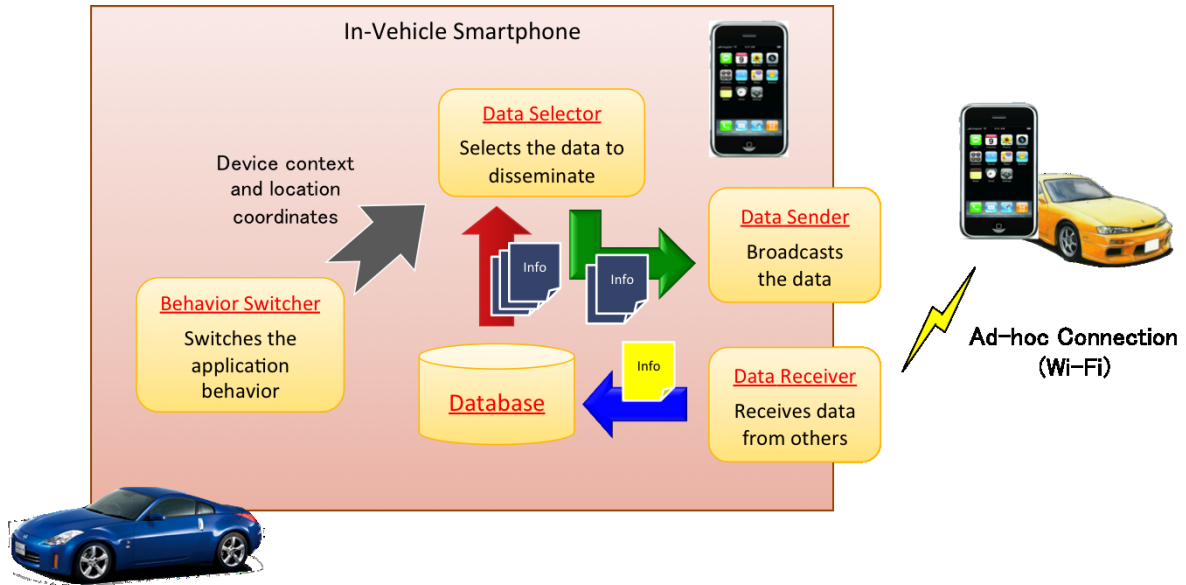 In-Vehicle Smartphone
Data Selector
Selects the data to
disseminate
Device context
and location
coordinates
Behavior Switcher
Switches the
application
behavior
Info
Info
Data Sender
Broadcasts
the data
Database
Info
Data Receiver
Receives data
from others
Ad-hoc Connection
(Wi-Fi)